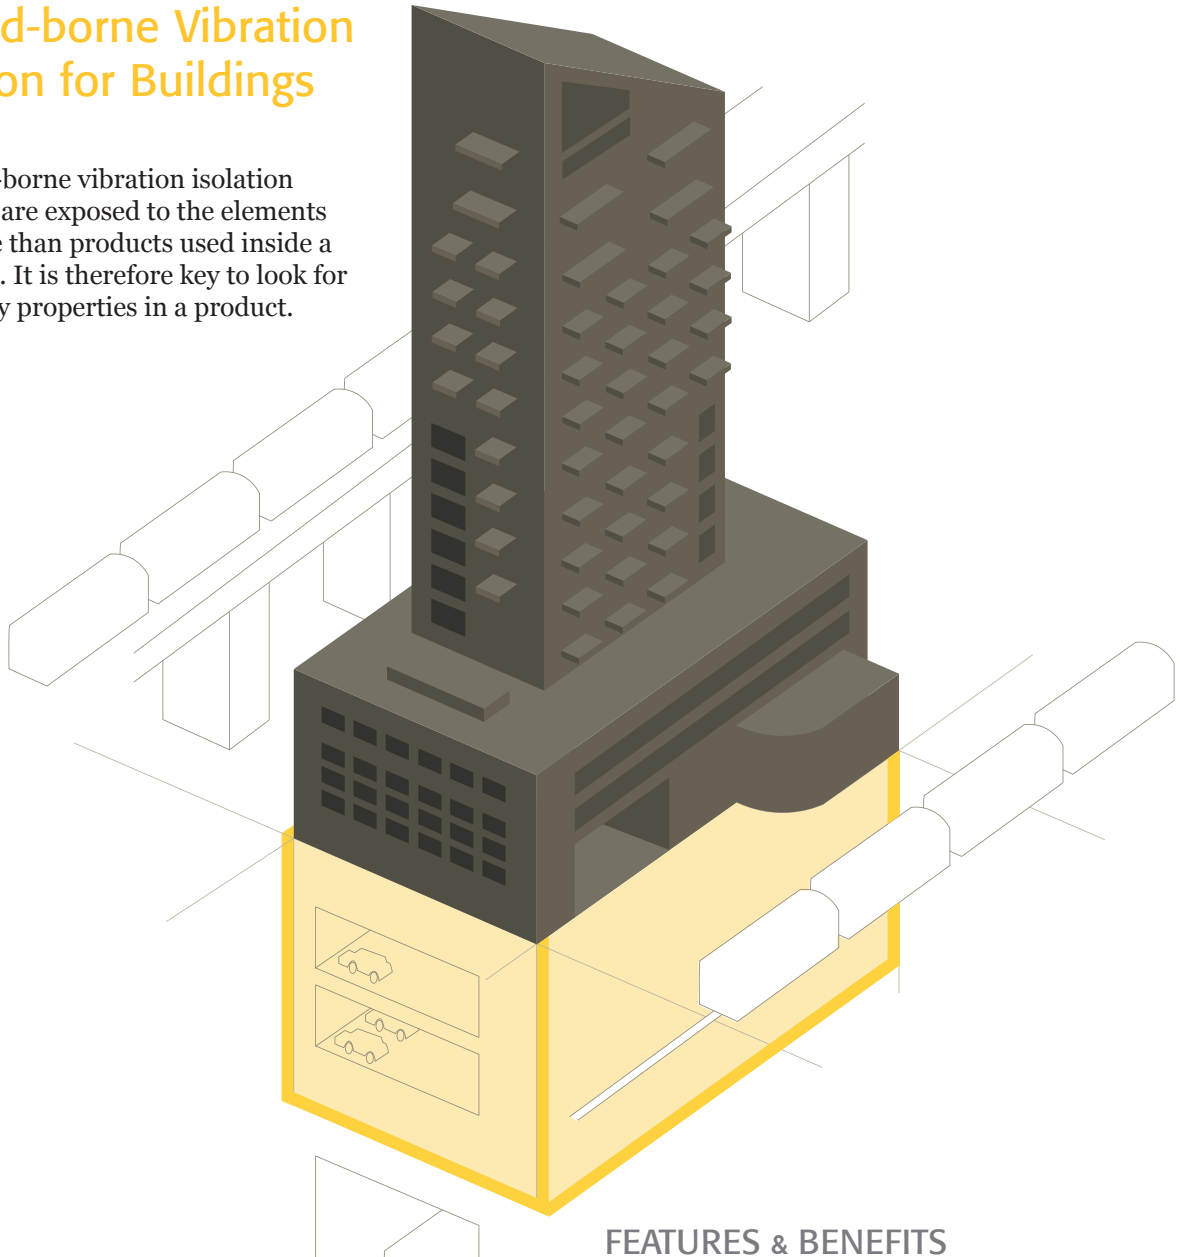 d-borne Vibration
on for Buildings
-borne vibration isolation
are exposed to the elements
e than products used inside a
. It is therefore key to look for
y properties in a product.
FEATURES & BENEFITS